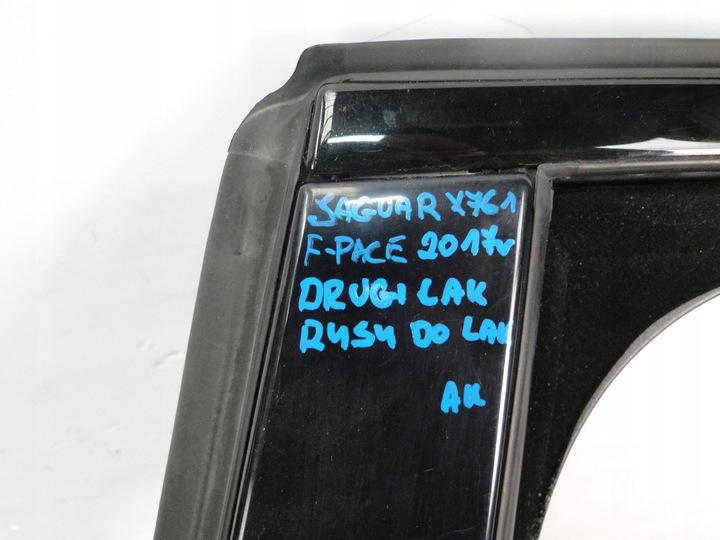 JAGUAR X761
F-PACE 2017r
DRUGI LAK
RYSY DO LAK
AK